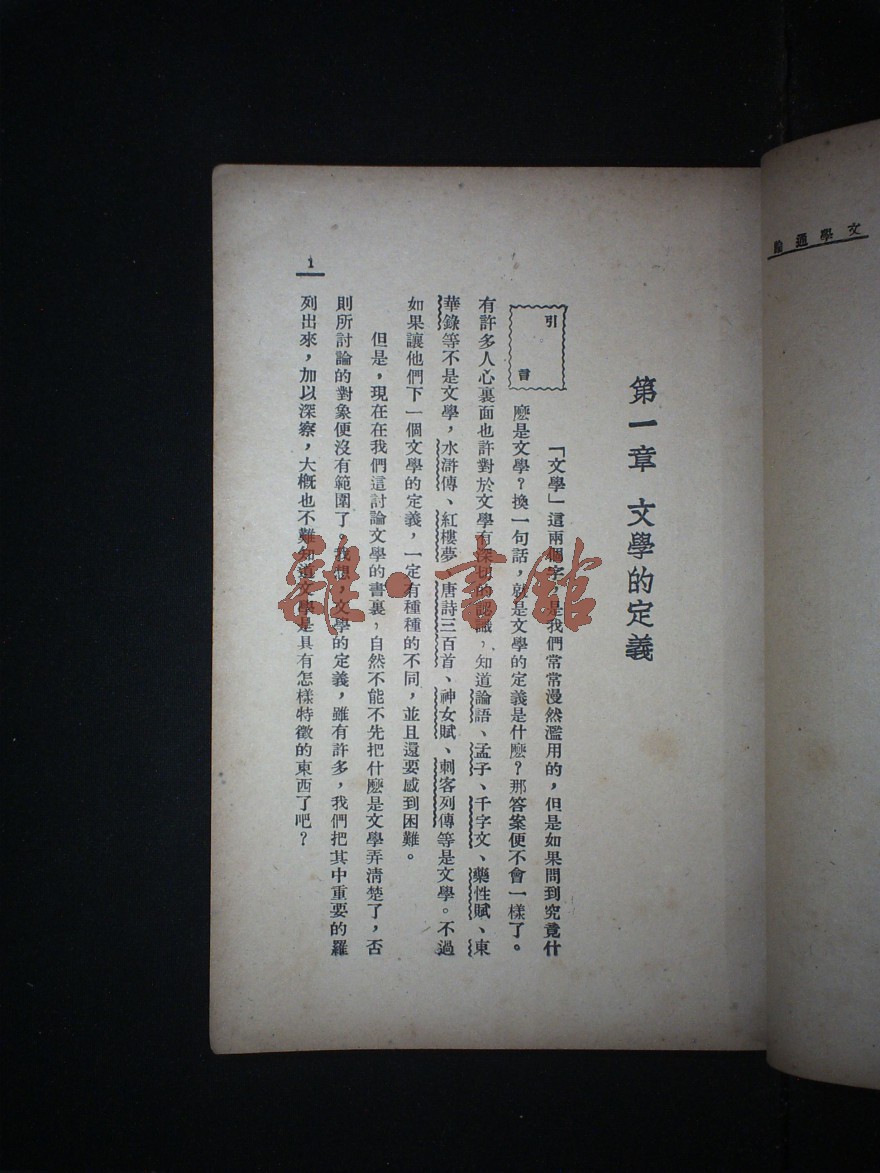 文學通論
第一章 文學的定義
引言
「文學」這兩個字，是我們常常漫然濫用的，但是如果問到究竟什
麽是文學？換一句話，就是文學的定義是什麽？那答案便不會一樣了。
有許多人心裏面也許對於文學有深切的認識，知道論語、孟子、千字文、藥性賦、東
華錄等不是文學，水滸傳、紅樓夢、唐詩三百首、神女賦、刺客列傳等是文學。不過
如果讓他們下一個文學的定義，一定有種種的不同，並且還要感到困難。
但是，現在在我們這討論文學的書裏，自然不能不先把什麽是文學弄清楚了，否
則所討論的對象便沒有範圍了。我想，文學的定義，雖有許多，我們把其中重要的羅
列出來，加以深察，大概也不難知道文學是具有怎樣特徵的東西了吧？
1
雜·書館